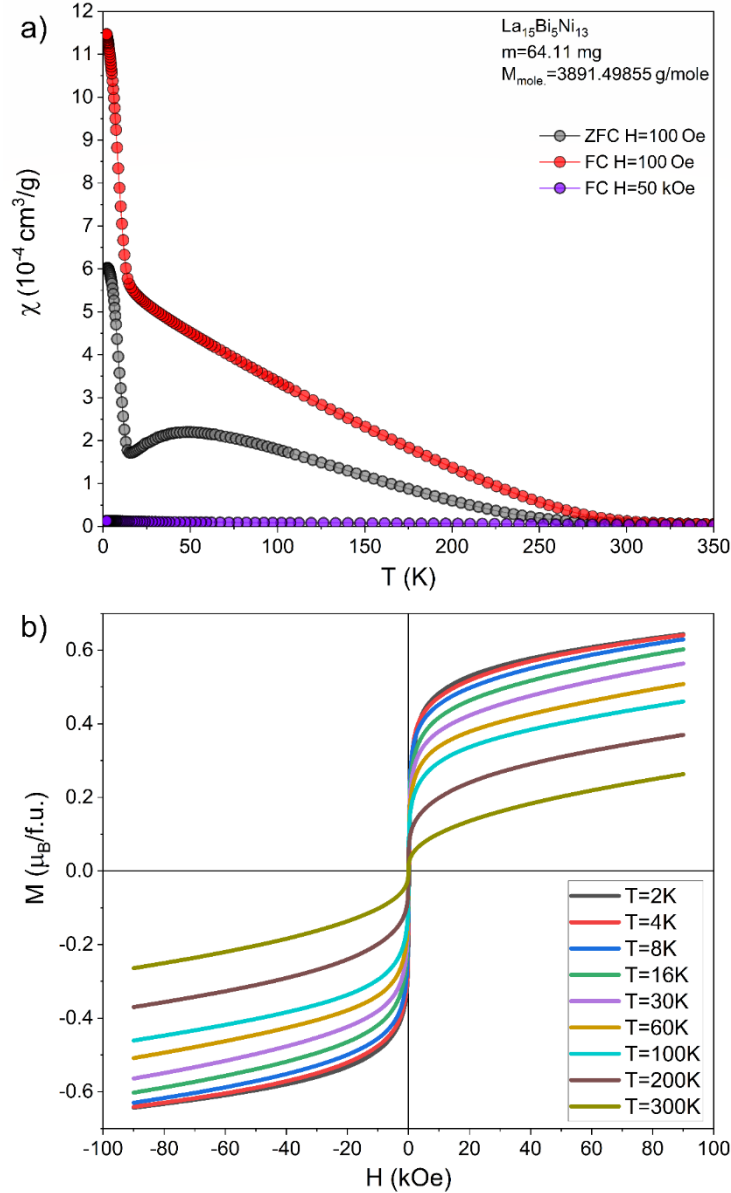 a)
La₁₅Bi₅Ni₁₃
m=64.11 mg
Mmole.=3891.49855 g/mole
ZFC H=100 Oe
FC H=100 Oe
FC H=50 kOe
12
11
10
9
8
7
6
5
4
3
2
1
0
χ (10⁻⁴ cm³/g)
0 50 100 150 200 250 300 350
T (K)
b)
0.6
0.4
0.2
0.0
-0.2
-0.4
-0.6
M (μB/f.u.)
T=2K
T=4K
T=8K
T=16K
T=30K
T=60K
T=100K
T=200K
T=300K
-100 -80 -60 -40 -20 0 20 40 60 80 100
H (kOe)